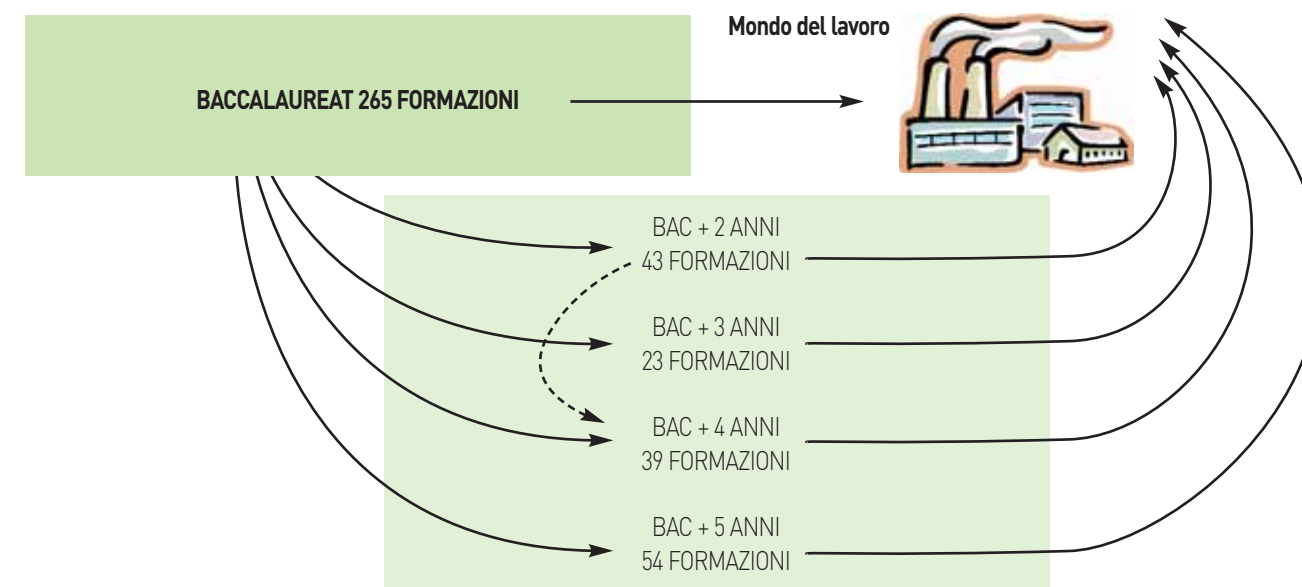 Mondo del lavoro
BACCALAUREAT 265 FORMAZIONI
BAC + 2 ANNI
43 FORMAZIONI
BAC + 3 ANNI
23 FORMAZIONI
BAC + 4 ANNI
39 FORMAZIONI
BAC + 5 ANNI
54 FORMAZIONI